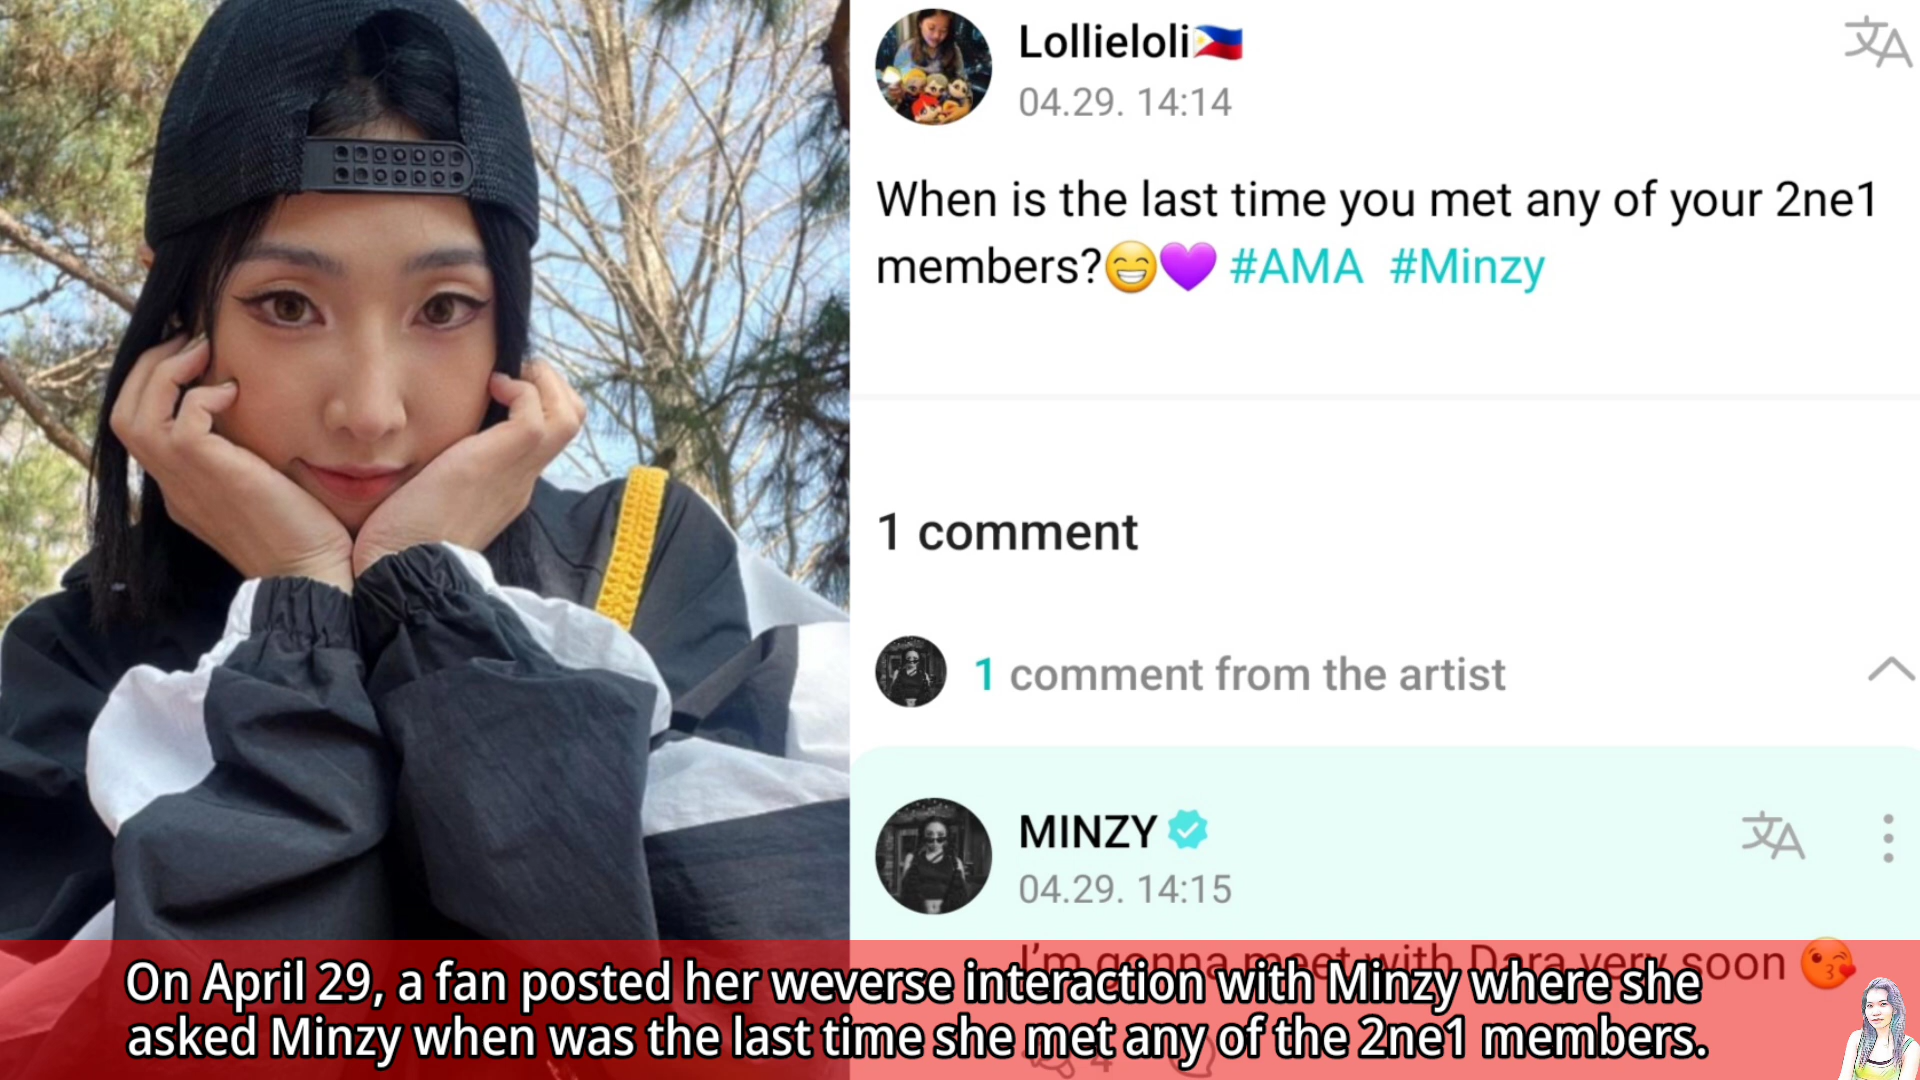 Lollieloli🇵🇭
04.29. 14:14
When is the last time you met any of your 2ne1
members?😁💜 #AMA #Minzy
1 comment
1 comment from the artist
MINZY
04.29. 14:15
I'm gonna meet with Dara very soon 😘
On April 29, a fan posted her weverse interaction with Minzy where she
asked Minzy when was the last time she met any of the 2ne1 members.
4